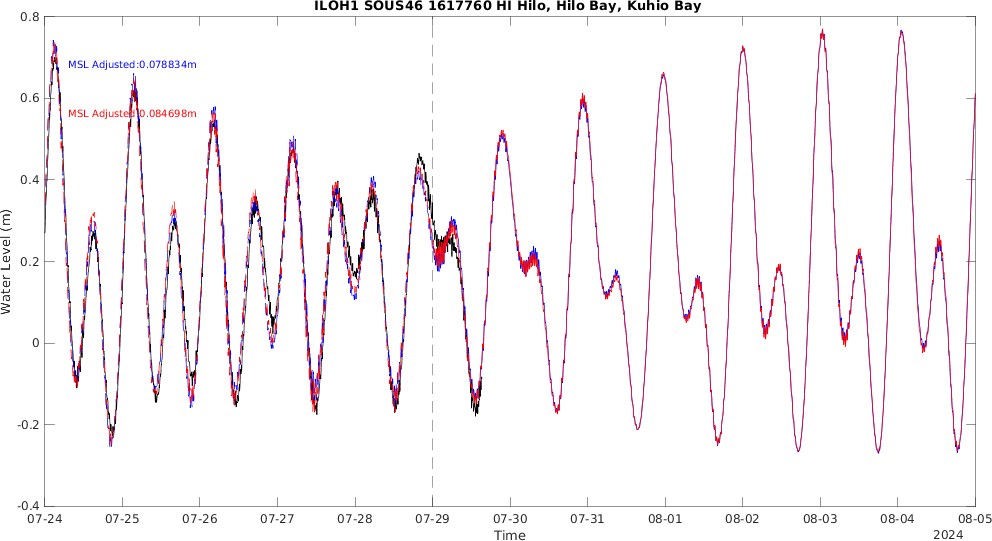 ILOH1 SOUS46 1617760 HI Hilo, Hilo Bay, Kuhio Bay
MSL Adjusted:0.078834m
MSL Adjusted:0.084698m
Water Level (m)
0.8
0.6
0.4
0.2
0
-0.2
-0.4
07-24 07-25 07-26 07-27 07-28 07-29 07-30 07-31 08-01 08-02 08-03 08-04 08-05
Time
2024